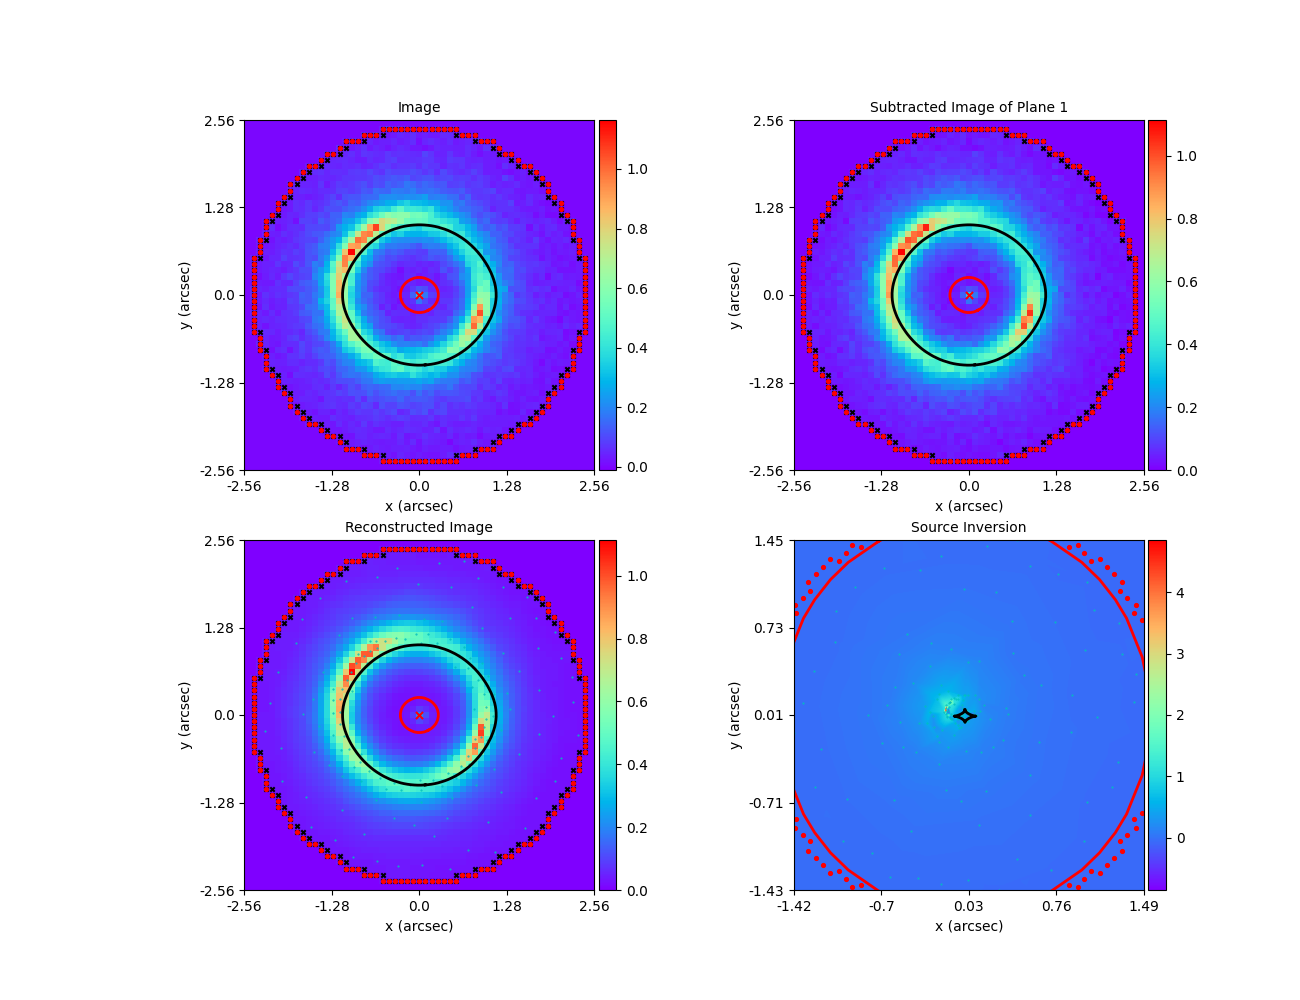 Image
2.56
1.28
0.0
-1.28
-2.56
y (arcsec)
-2.56 -1.28 0.0 1.28 2.56
x (arcsec)
1.0
0.8
0.6
0.4
0.2
0.0
Subtracted Image of Plane 1
2.56
1.28
0.0
-1.28
-2.56
y (arcsec)
-2.56 -1.28 0.0 1.28 2.56
x (arcsec)
1.0
0.8
0.6
0.4
0.2
0.0
Reconstructed Image
2.56
1.28
0.0
-1.28
-2.56
y (arcsec)
-2.56 -1.28 0.0 1.28 2.56
x (arcsec)
1.0
0.8
0.6
0.4
0.2
0.0
Source Inversion
1.45
0.73
0.01
-0.71
-1.43
y (arcsec)
-1.42 -0.7 0.03 0.76 1.49
x (arcsec)
4
3
2
1
0